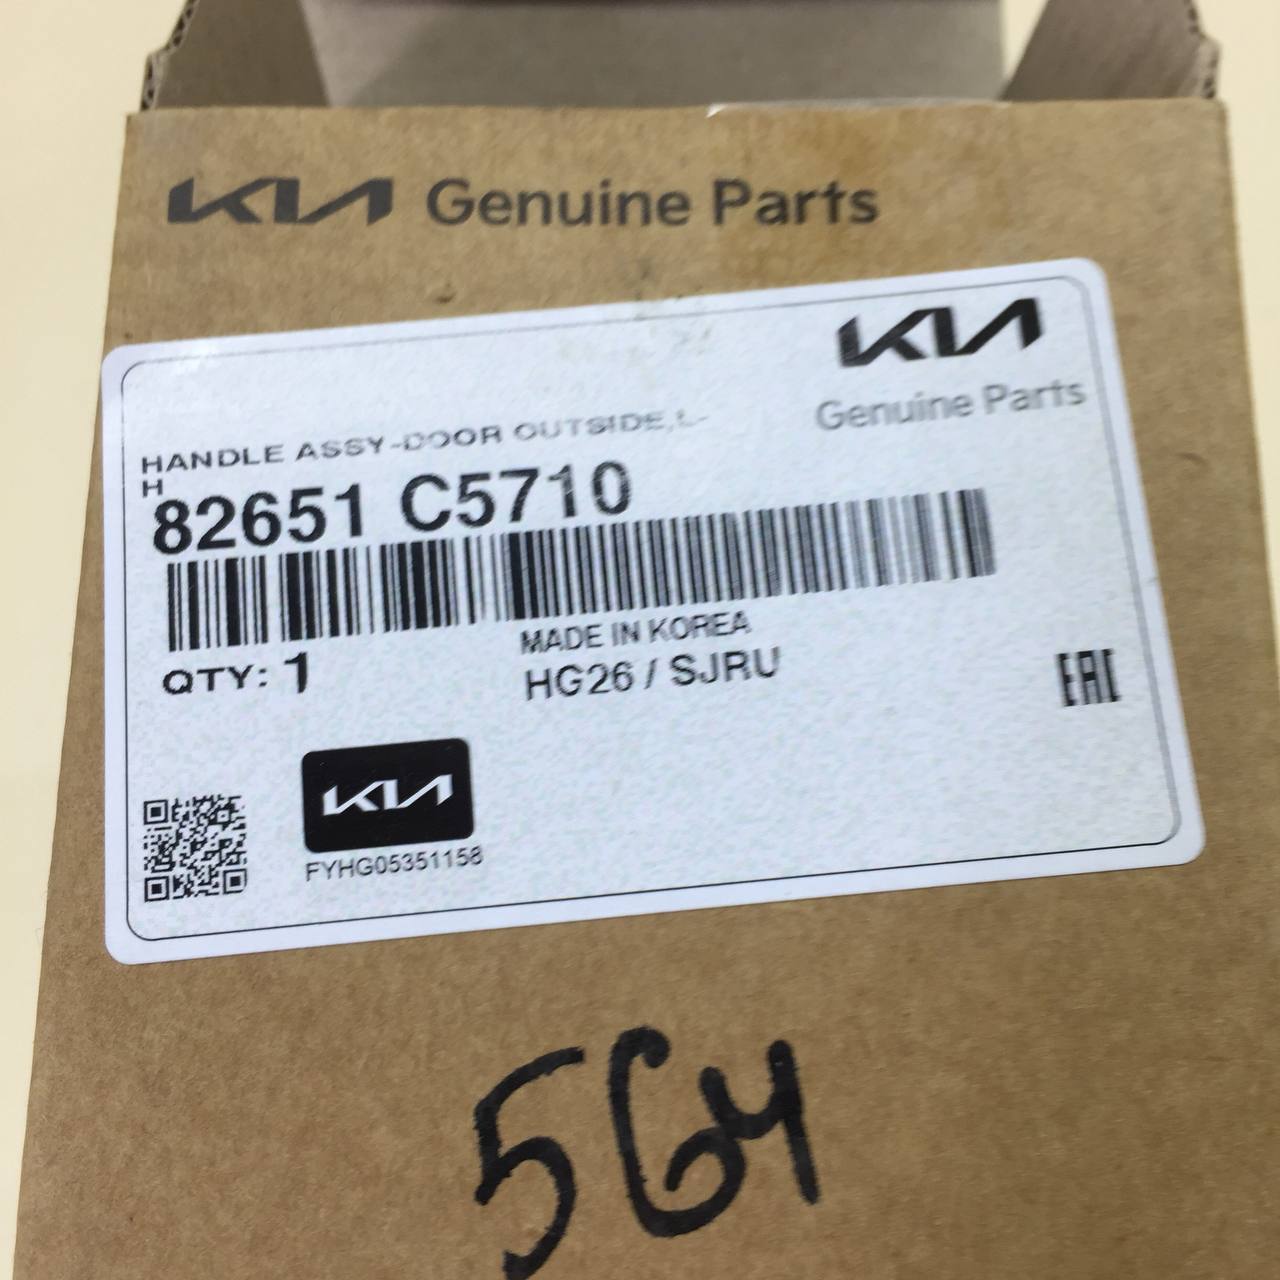 KIA Genuine Parts
KIA
Genuine Parts
HANDLE ASSY-DOOR OUTSIDE,L-
H
82651 C5710
MADE IN KOREA
QTY: 1
HG26 / SJRU
EAC
KIA
FYHG05351158
564